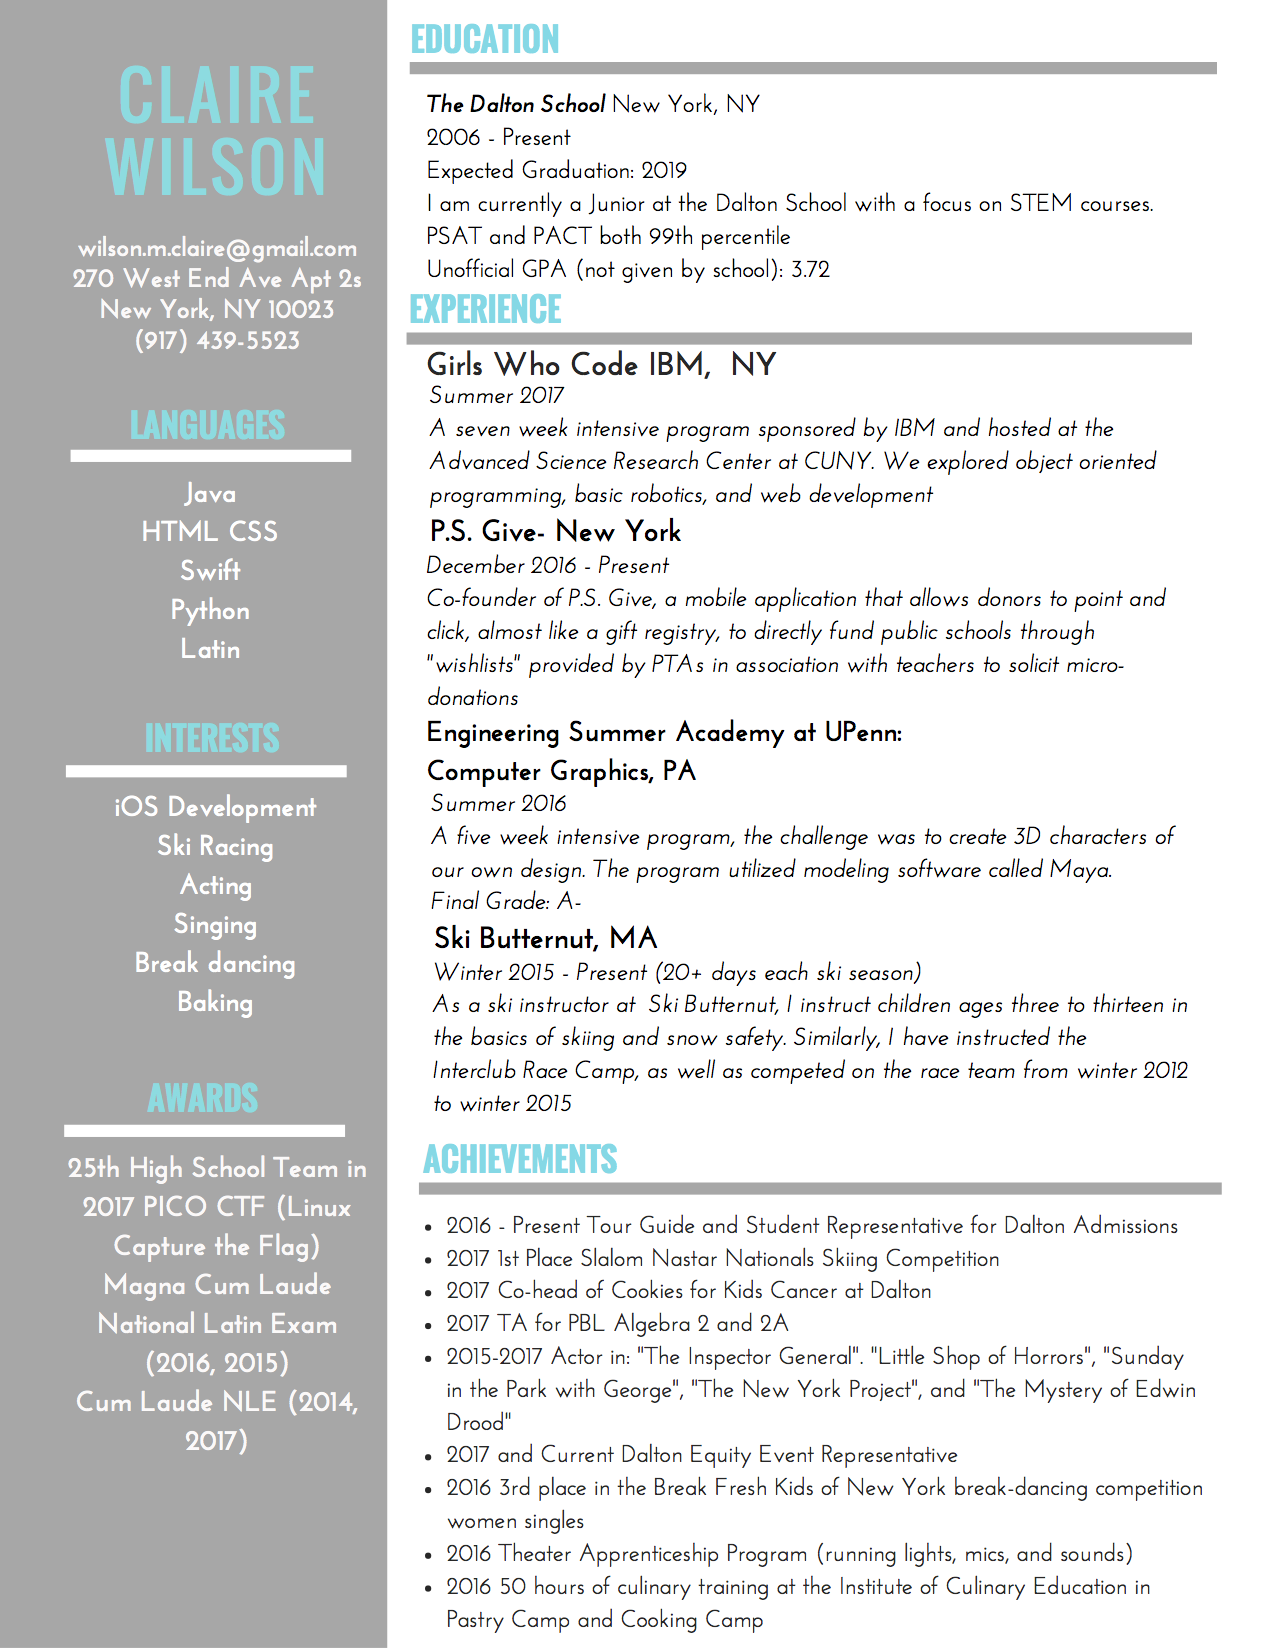 CLAIRE
WILSON
wilson.m.claire@gmail.com
270 West End Ave Apt 2s
New York, NY 10023
(917) 439-5523
LANGUAGES
Java
HTML CSS
Swift
Python
Latin
INTERESTS
iOS Development
Ski Racing
Acting
Singing
Break dancing
Baking
AWARDS
25th High School Team in
2017 PICO CTF (Linux
Capture the Flag)
Magna Cum Laude
National Latin Exam
(2016, 2015)
Cum Laude NLE (2014,
2017)
EDUCATION
The Dalton School New York, NY
2006 - Present
Expected Graduation: 2019
I am currently a Junior at the Dalton School with a focus on STEM courses.
PSAT and PACT both 99th percentile
Unofficial GPA (not given by school): 3.72
EXPERIENCE
Girls Who Code IBM,  NY
Summer 2017
A seven week intensive program sponsored by IBM and hosted at the
Advanced Science Research Center at CUNY. We explored object oriented
programming, basic robotics, and web development
P.S. Give- New York
December 2016 - Present
Co-founder of P.S. Give, a mobile application that allows donors to point and
click, almost like a gift registry, to directly fund public schools through
"wishlists" provided by PTAs in association with teachers to solicit micro-
donations
Engineering Summer Academy at UPenn:
Computer Graphics, PA
Summer 2016
A five week intensive program, the challenge was to create 3D characters of
our own design. The program utilized modeling software called Maya.
Final Grade: A-
Ski Butternut, MA
Winter 2015 - Present (20+ days each ski season)
As a ski instructor at  Ski Butternut, I instruct children ages three to thirteen in
the basics of skiing and snow safety. Similarly, I have instructed the
Interclub Race Camp, as well as competed on the race team from winter 2012
to winter 2015
ACHIEVEMENTS
• 2016 - Present Tour Guide and Student Representative for Dalton Admissions
• 2017 1st Place Slalom Nastar Nationals Skiing Competition
• 2017 Co-head of Cookies for Kids Cancer at Dalton
• 2017 TA for PBL Algebra 2 and 2A
• 2015-2017 Actor in: "The Inspector General". "Little Shop of Horrors", "Sunday
in the Park with George", "The New York Project", and "The Mystery of Edwin
Drood"
• 2017 and Current Dalton Equity Event Representative
• 2016 3rd place in the Break Fresh Kids of New York break-dancing competition
women singles
• 2016 Theater Apprenticeship Program (running lights, mics, and sounds)
• 2016 50 hours of culinary training at the Institute of Culinary Education in
Pastry Camp and Cooking Camp